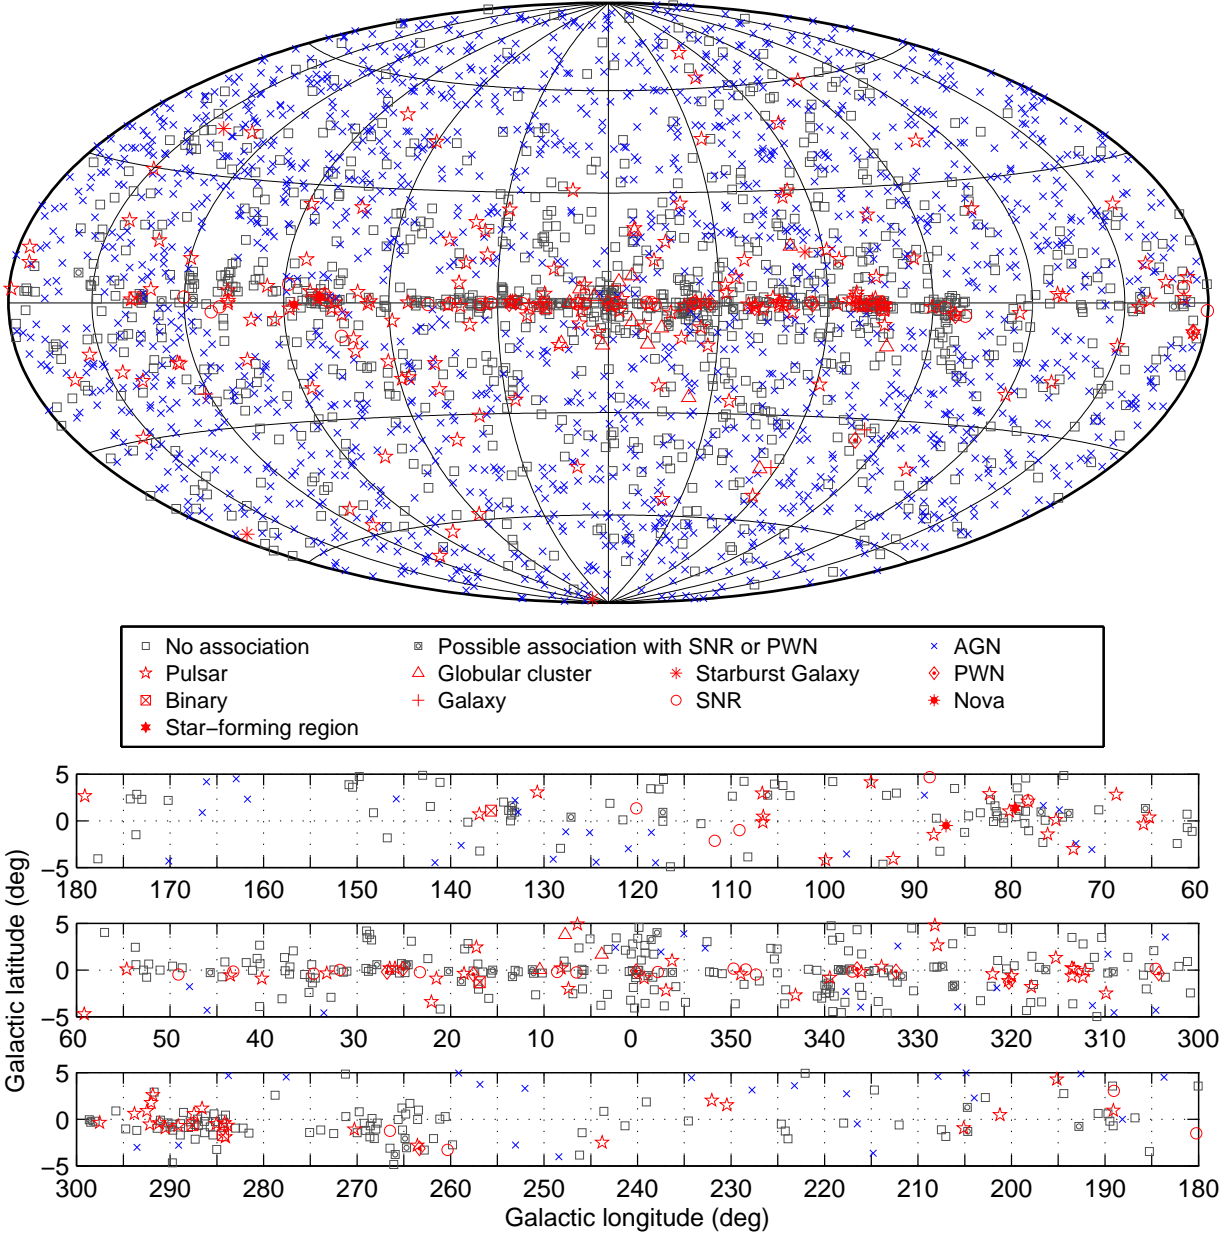 No association
Possible association with SNR or PWN
AGN
Pulsar
Globular cluster
Starburst Galaxy
PWN
Binary
Galaxy
SNR
Nova
Star−forming region
5
0
−5
180 170 160 150 140 130 120 110 100 90 80 70 60
5
0
−5
60 50 40 30 20 10 0 350 340 330 320 310 300
5
0
−5
300 290 280 270 260 250 240 230 220 210 200 190 180
Galactic latitude (deg)
Galactic longitude (deg)